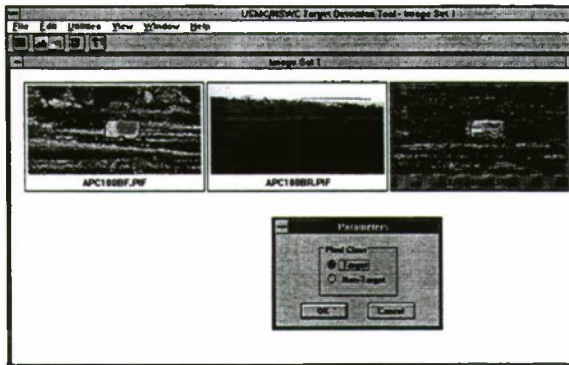 USMC/NSWC Target Detection Tool - Image Set 1
File Edit Utilities View Window Help
Image Set 1
APC100BF.PIF
APC100BR.PIF
Parameters
Pixel Class
Target
Non-Target
OK
Cancel